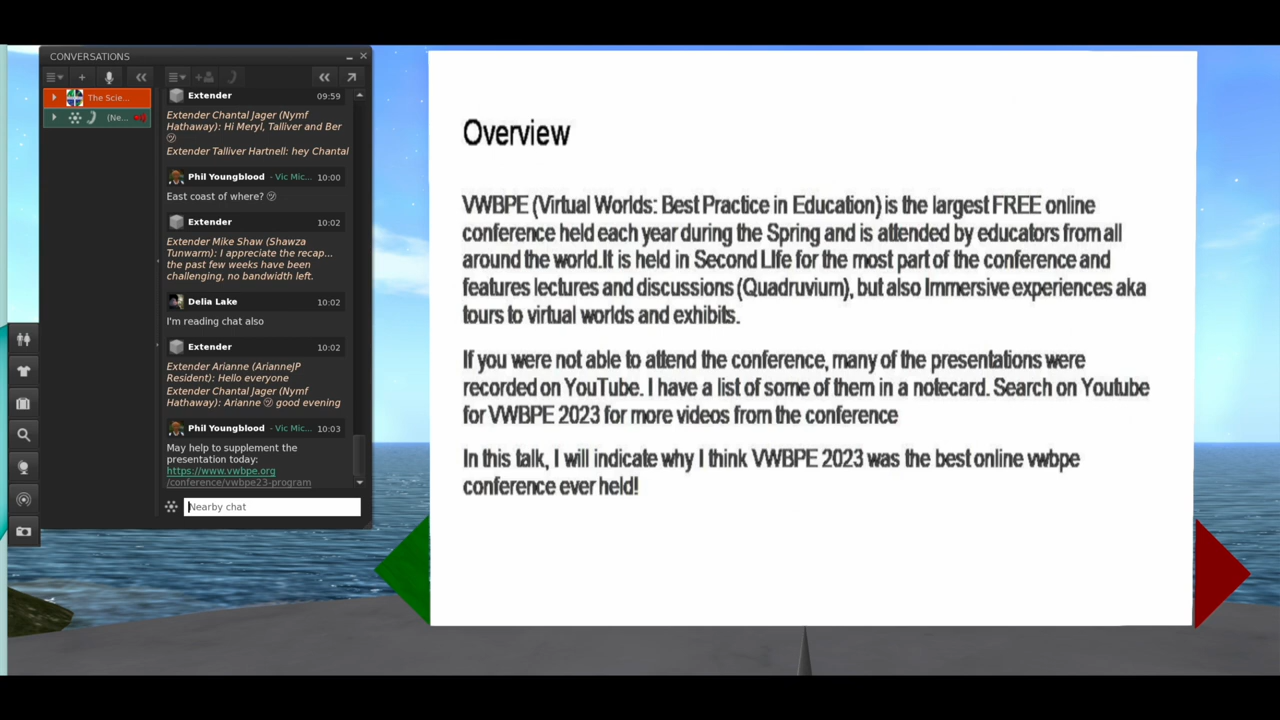 CONVERSATIONS
The Scie...
(Ne...
Extender 09:59
Extender Chantal Jager (Nymf
Hathaway): Hi Meryl, Talliver and Ber
Extender Talliver Hartnell: hey Chantal
Phil Youngblood - Vic Mic... 10:00
East coast of where?
Extender 10:02
Extender Mike Shaw (Shawza
Tunwarm): I appreciate the recap...
the past few weeks have been
challenging, no bandwidth left.
Delia Lake 10:02
I'm reading chat also
Extender 10:02
Extender Arianne (ArianneJP
Resident): Hello everyone
Extender Chantal Jager (Nymf
Hathaway): Arianne ツ good evening
Phil Youngblood - Vic Mic... 10:03
May help to supplement the
presentation today:
https://www.vwbpe.org
/conference/vwbpe23-program
Nearby chat
Overview
VWBPE (Virtual Worlds: Best Practice in Education) is the largest FREE online
conference held each year during the Spring and is attended by educators from all
around the world.It is held in Second LIfe for the most part of the conference and
features lectures and discussions (Quadruvium), but also Immersive experiences aka
tours to virtual worlds and exhibits.
If you were not able to attend the conference, many of the presentations were
recorded on YouTube. I have a list of some of them in a notecard. Search on Youtube
for VWBPE 2023 for more videos from the conference
In this talk, I will indicate why I think VWBPE 2023 was the best online vwbpe
conference ever held!